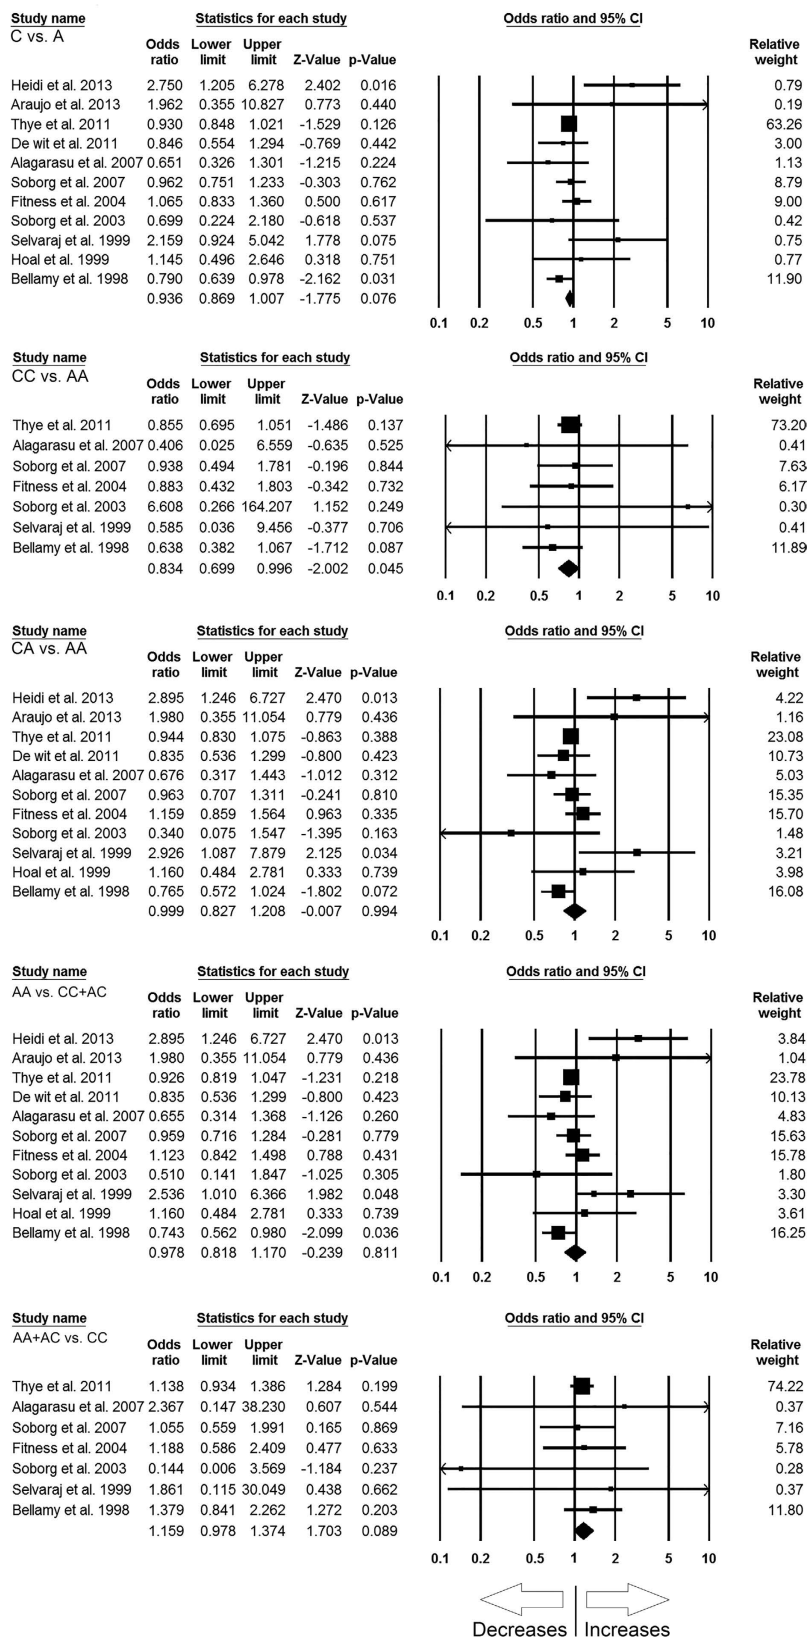 Study name Statistics for each study Odds ratio and 95% CI
C vs. A
Odds Lower Upper Relative
ratio limit limit Z-Value p-Value weight
Heidi et al. 2013 2.750 1.205 6.278 2.402 0.016 0.79
Araujo et al. 2013 1.962 0.355 10.827 0.773 0.440 0.19
Thye et al. 2011 0.930 0.848 1.021 -1.529 0.126 63.26
De wit et al. 2011 0.846 0.554 1.294 -0.769 0.442 3.00
Alagarasu et al. 2007 0.651 0.326 1.301 -1.215 0.224 1.13
Soborg et al. 2007 0.962 0.751 1.233 -0.303 0.762 8.79
Fitness et al. 2004 1.065 0.833 1.360 0.500 0.617 9.00
Soborg et al. 2003 0.699 0.224 2.180 -0.618 0.537 0.42
Selvaraj et al. 1999 2.159 0.924 5.042 1.778 0.075 0.75
Hoal et al. 1999 1.145 0.496 2.646 0.318 0.751 0.77
Bellamy et al. 1998 0.790 0.639 0.978 -2.162 0.031 11.90
0.936 0.869 1.007 -1.775 0.076
0.1 0.2 0.5 1 2 5 10
Study name Statistics for each study Odds ratio and 95% CI
CC vs. AA
Odds Lower Upper Relative
ratio limit limit Z-Value p-Value weight
Thye et al. 2011 0.855 0.695 1.051 -1.486 0.137 73.20
Alagarasu et al. 2007 0.406 0.025 6.559 -0.635 0.525 0.41
Soborg et al. 2007 0.938 0.494 1.781 -0.196 0.844 7.63
Fitness et al. 2004 0.883 0.432 1.803 -0.342 0.732 6.17
Soborg et al. 2003 6.608 0.266 164.207 1.152 0.249 0.30
Selvaraj et al. 1999 0.585 0.036 9.456 -0.377 0.706 0.41
Bellamy et al. 1998 0.638 0.382 1.067 -1.712 0.087 11.89
0.834 0.699 0.996 -2.002 0.045
0.1 0.2 0.5 1 2 5 10
Study name Statistics for each study Odds ratio and 95% CI
CA vs. AA
Odds Lower Upper Relative
ratio limit limit Z-Value p-Value weight
Heidi et al. 2013 2.895 1.246 6.727 2.470 0.013 4.22
Araujo et al. 2013 1.980 0.355 11.054 0.779 0.436 1.16
Thye et al. 2011 0.944 0.830 1.075 -0.863 0.388 23.08
De wit et al. 2011 0.835 0.536 1.299 -0.800 0.423 10.73
Alagarasu et al. 2007 0.676 0.317 1.443 -1.012 0.312 5.03
Soborg et al. 2007 0.963 0.707 1.311 -0.241 0.810 15.35
Fitness et al. 2004 1.159 0.859 1.564 0.963 0.335 15.70
Soborg et al. 2003 0.340 0.075 1.547 -1.395 0.163 1.48
Selvaraj et al. 1999 2.926 1.087 7.879 2.125 0.034 3.21
Hoal et al. 1999 1.160 0.484 2.781 0.333 0.739 3.98
Bellamy et al. 1998 0.765 0.572 1.024 -1.802 0.072 16.08
0.999 0.827 1.208 -0.007 0.994
0.1 0.2 0.5 1 2 5 10
Study name Statistics for each study Odds ratio and 95% CI
AA vs. CC+AC
Odds Lower Upper Relative
ratio limit limit Z-Value p-Value weight
Heidi et al. 2013 2.895 1.246 6.727 2.470 0.013 3.84
Araujo et al. 2013 1.980 0.355 11.054 0.779 0.436 1.04
Thye et al. 2011 0.926 0.819 1.047 -1.231 0.218 23.78
De wit et al. 2011 0.835 0.536 1.299 -0.800 0.423 10.13
Alagarasu et al. 2007 0.655 0.314 1.368 -1.126 0.260 4.83
Soborg et al. 2007 0.959 0.716 1.284 -0.281 0.779 15.63
Fitness et al. 2004 1.123 0.842 1.498 0.788 0.431 15.78
Soborg et al. 2003 0.510 0.141 1.847 -1.025 0.305 1.80
Selvaraj et al. 1999 2.536 1.010 6.366 1.982 0.048 3.30
Hoal et al. 1999 1.160 0.484 2.781 0.333 0.739 3.61
Bellamy et al. 1998 0.743 0.562 0.980 -2.099 0.036 16.25
0.978 0.818 1.170 -0.239 0.811
0.1 0.2 0.5 1 2 5 10
Study name Statistics for each study Odds ratio and 95% CI
AA+AC vs. CC
Odds Lower Upper Relative
ratio limit limit Z-Value p-Value weight
Thye et al. 2011 1.138 0.934 1.386 1.284 0.199 74.22
Alagarasu et al. 2007 2.367 0.147 38.230 0.607 0.544 0.37
Soborg et al. 2007 1.055 0.559 1.991 0.165 0.869 7.16
Fitness et al. 2004 1.188 0.586 2.409 0.477 0.633 5.78
Soborg et al. 2003 0.144 0.006 3.569 -1.184 0.237 0.28
Selvaraj et al. 1999 1.861 0.115 30.049 0.438 0.662 0.37
Bellamy et al. 1998 1.379 0.841 2.262 1.272 0.203 11.80
1.159 0.978 1.374 1.703 0.089
0.1 0.2 0.5 1 2 5 10
Decreases Increases